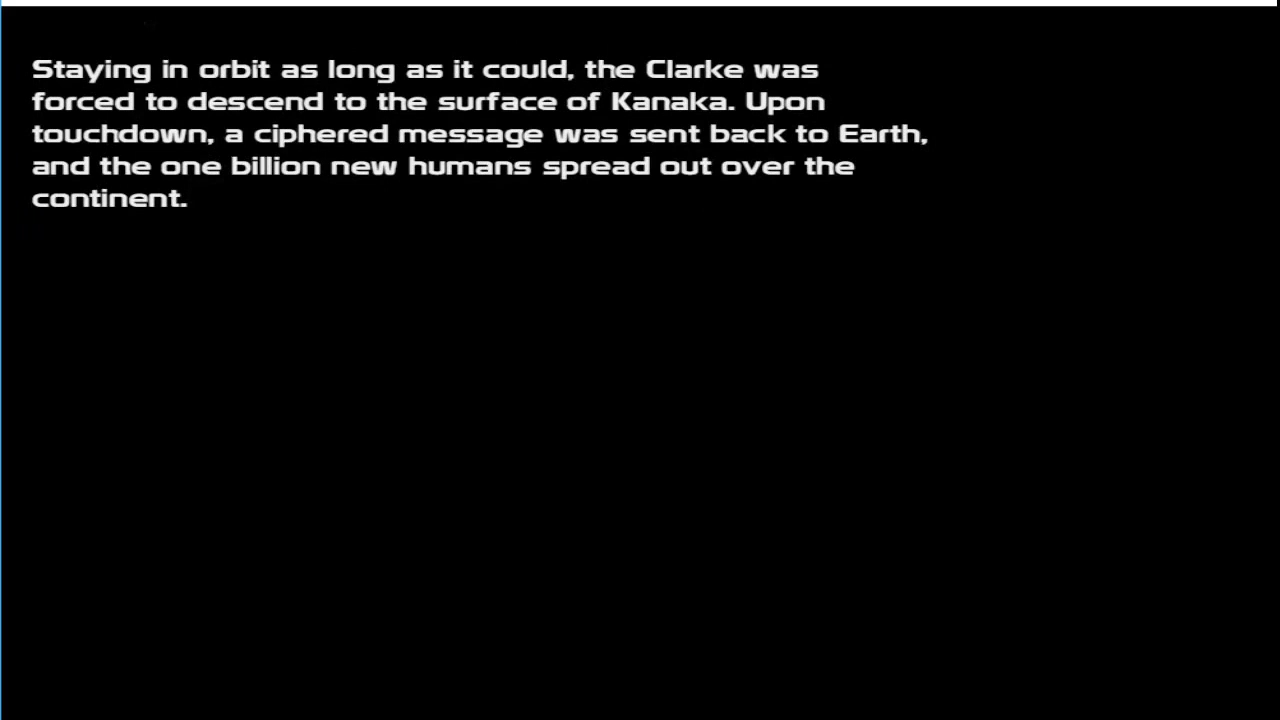 Staying in orbit as long as it could, the Clarke was
forced to descend to the surface of Kanaka. Upon
touchdown, a ciphered message was sent back to Earth,
and the one billion new humans spread out over the
continent.